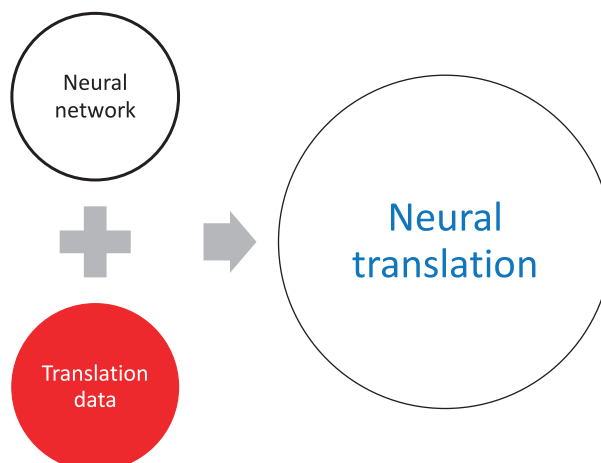 Neural
network
Translation
data
Neural
translation